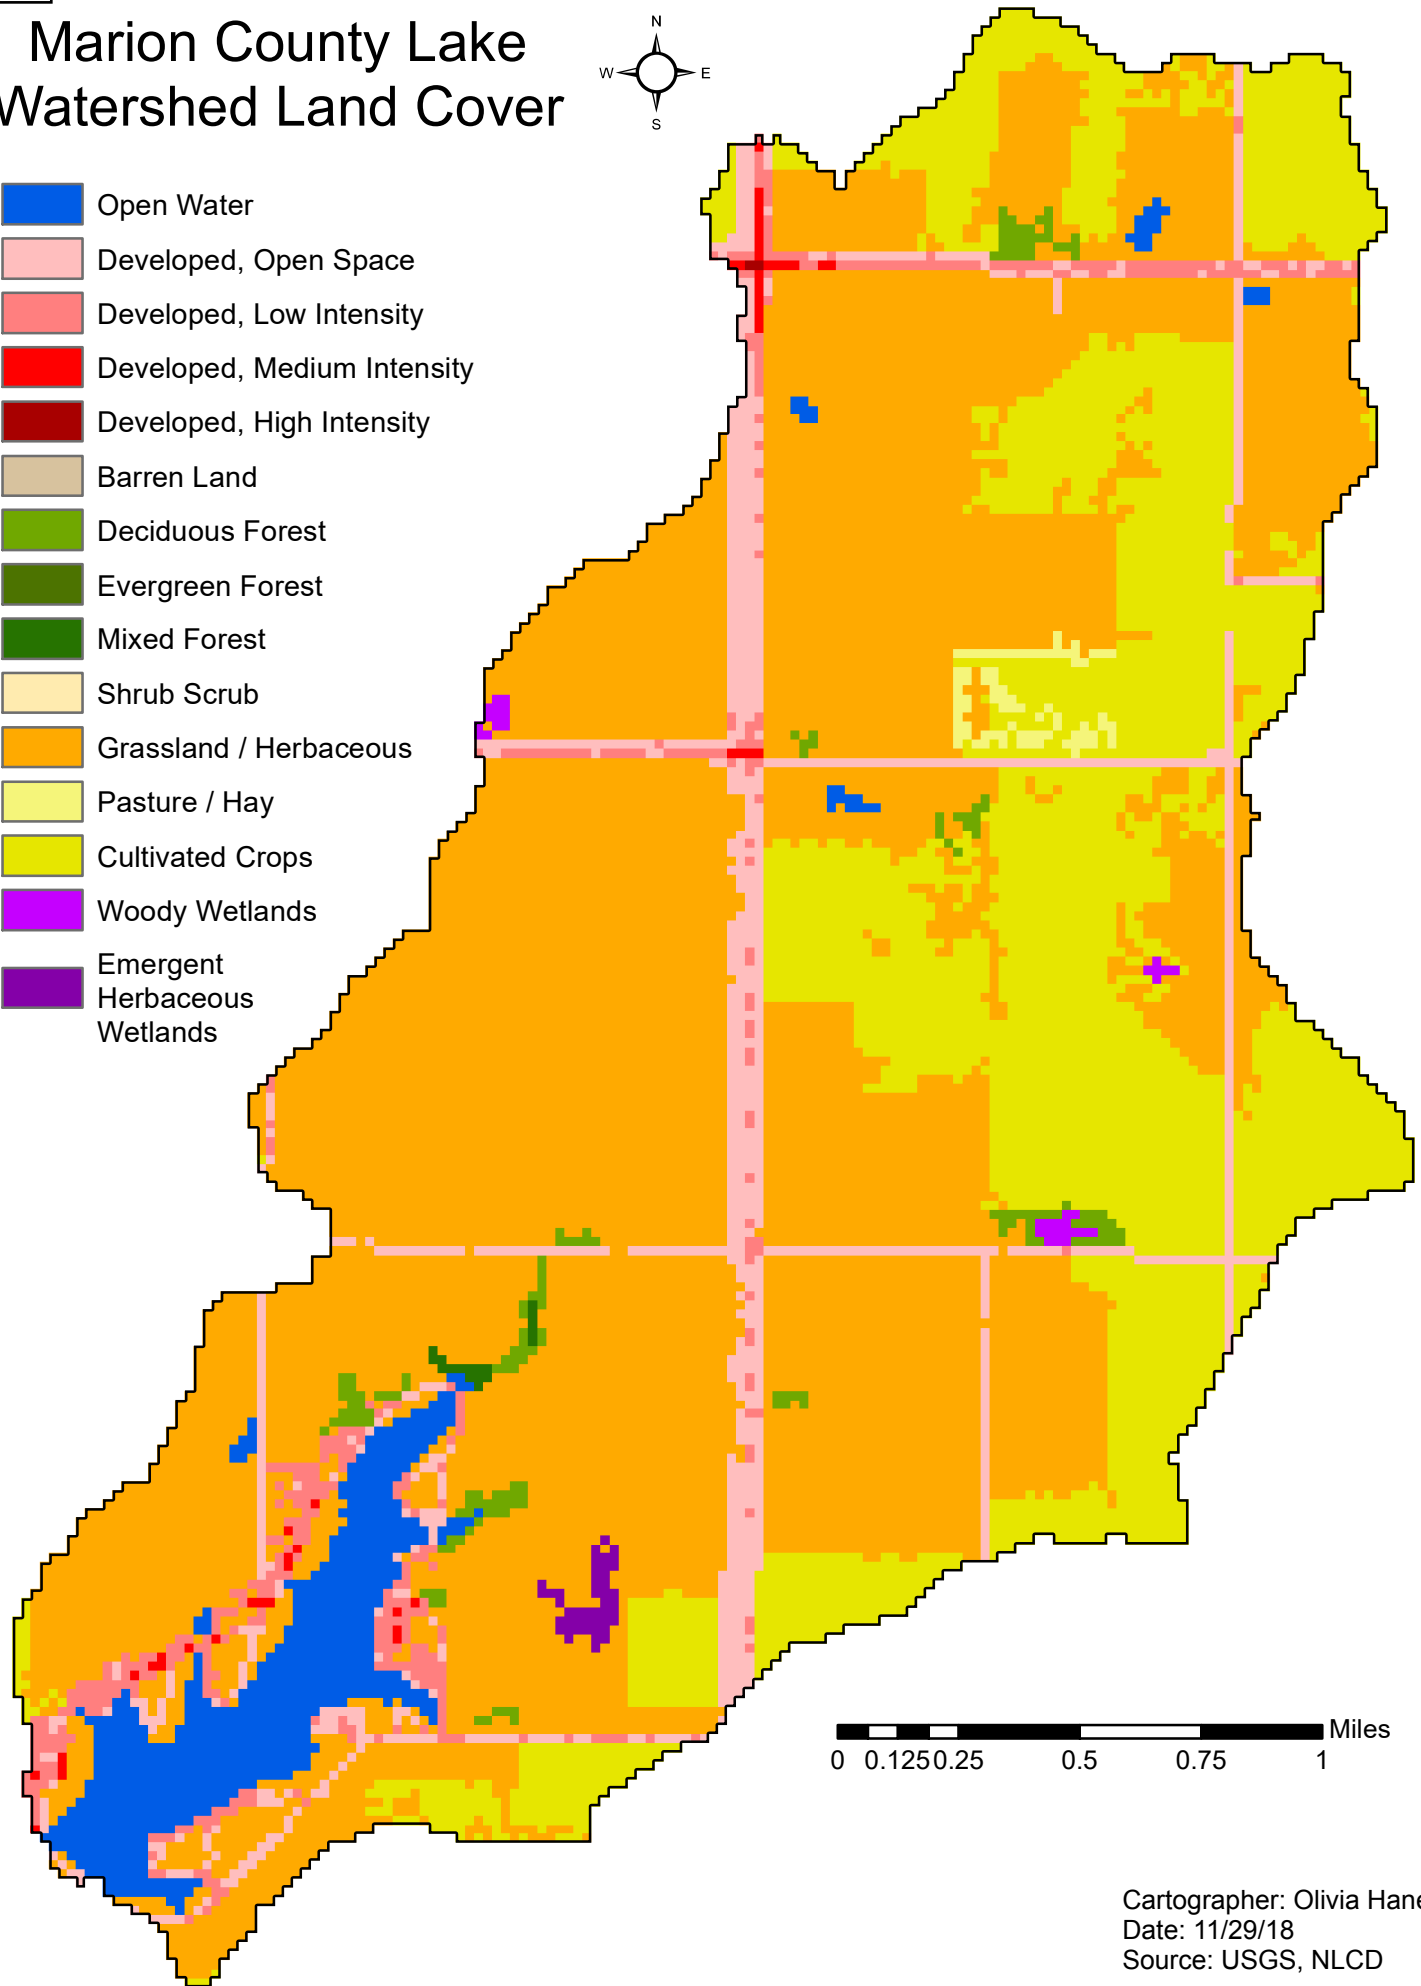 Marion County Lake
Watershed Land Cover
N
W E
S
Open Water
Developed, Open Space
Developed, Low Intensity
Developed, Medium Intensity
Developed, High Intensity
Barren Land
Deciduous Forest
Evergreen Forest
Mixed Forest
Shrub Scrub
Grassland / Herbaceous
Pasture / Hay
Cultivated Crops
Woody Wetlands
Emergent
Herbaceous
Wetlands
Miles
0 0.125 0.25 0.5 0.75 1
Cartographer: Olivia Hane
Date: 11/29/18
Source: USGS, NLCD